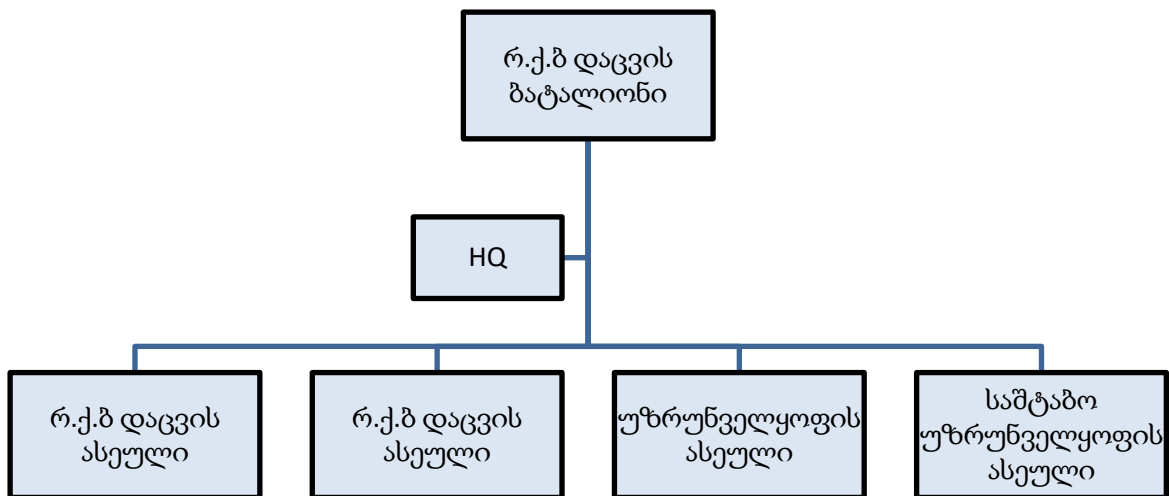 რ.ქ.ბ დაცვის
ბატალიონი
HQ
რ.ქ.ბ დაცვის
ასეული
რ.ქ.ბ დაცვის
ასეული
უზრუნველყოფის
ასეული
საშტაბო
უზრუნველყოფის
ასეული